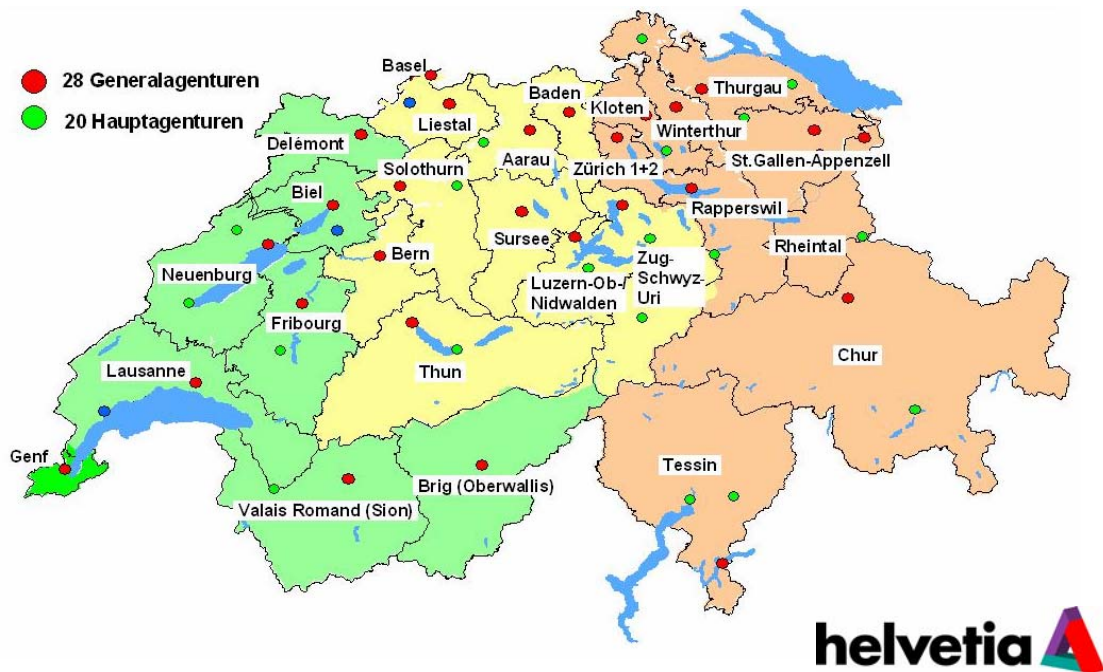 28 Generalagenturen
20 Hauptagenturen
Basel
Baden
Thurgau
Kloten
Liestal
Winterthur
Delémont
Aarau
Zürich 1+2
St.Gallen-Appenzell
Solothurn
Biel
Rapperswil
Sursee
Bern
Rheintal
Neuenburg
Luzern-Ob-/
Nidwalden
Zug-
Schwyz-
Uri
Fribourg
Chur
Lausanne
Thun
Genf
Tessin
Brig (Oberwallis)
Valais Romand (Sion)
helvetia